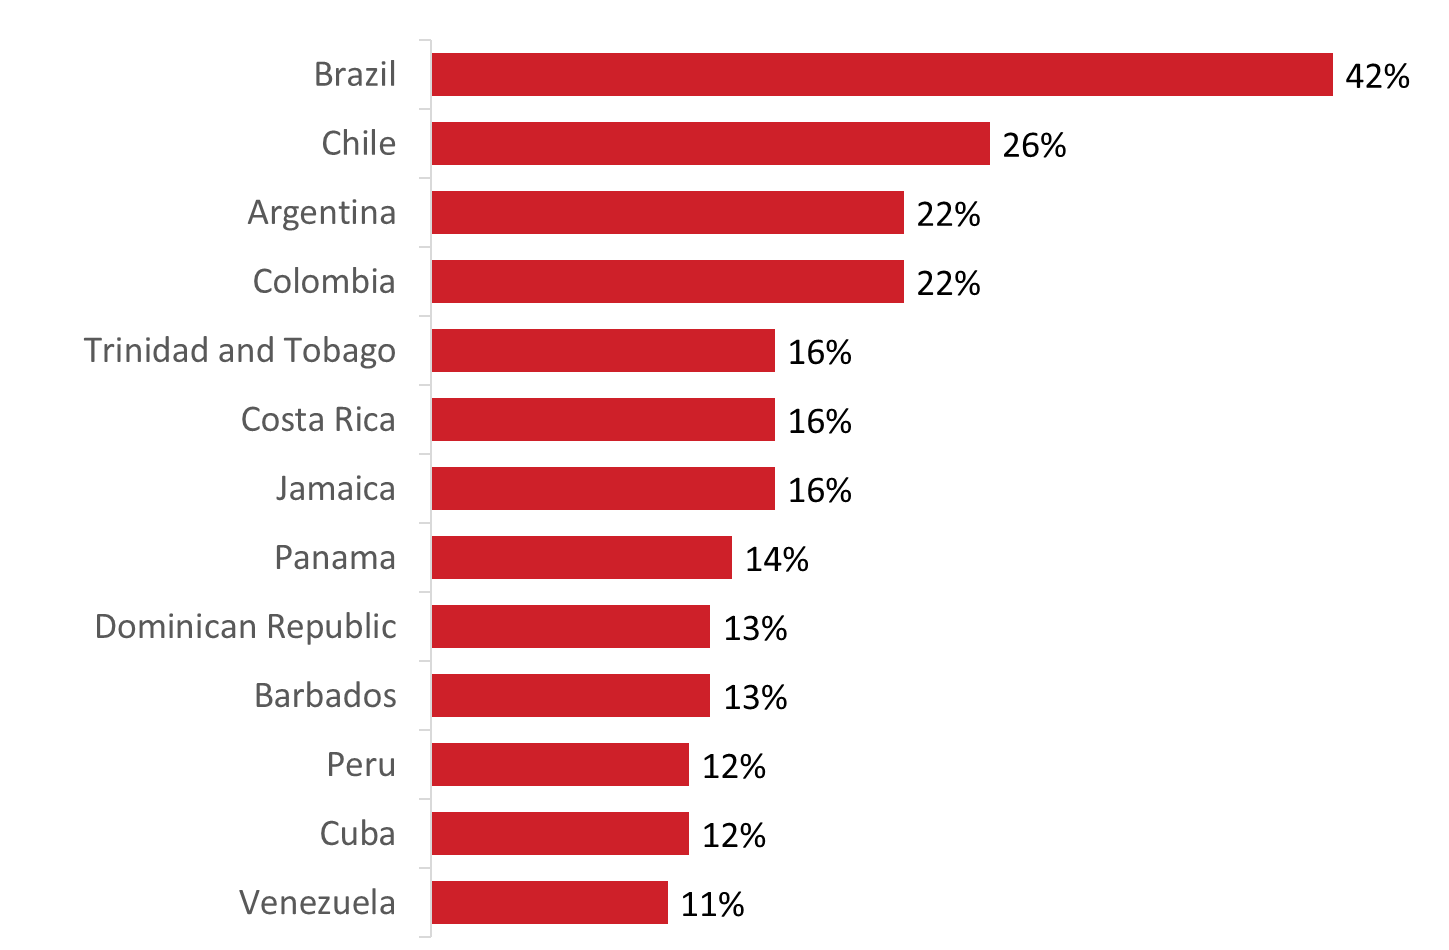 Brazil 42%
Chile 26%
Argentina 22%
Colombia 22%
Trinidad and Tobago 16%
Costa Rica 16%
Jamaica 16%
Panama 14%
Dominican Republic 13%
Barbados 13%
Peru 12%
Cuba 12%
Venezuela 11%